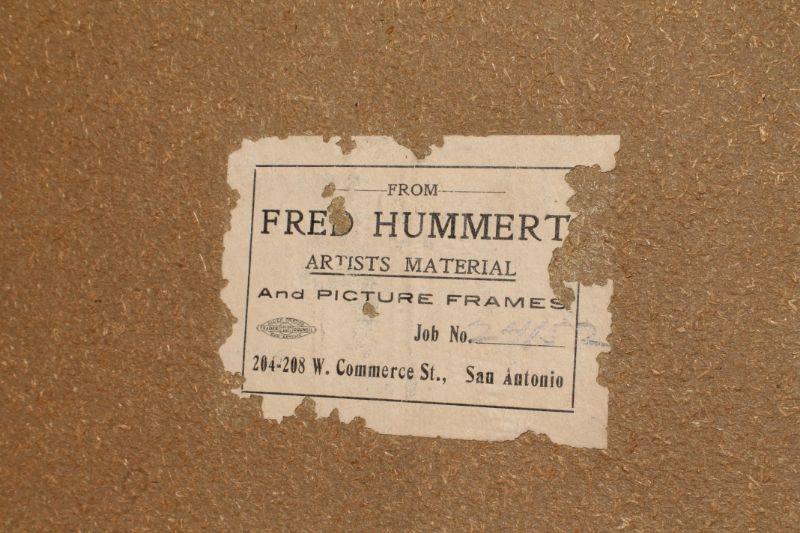 FROM
FRED HUMMERT
ARTISTS MATERIAL
And PICTURE FRAMES
Job No.
204-208 W. Commerce St., San Antonio